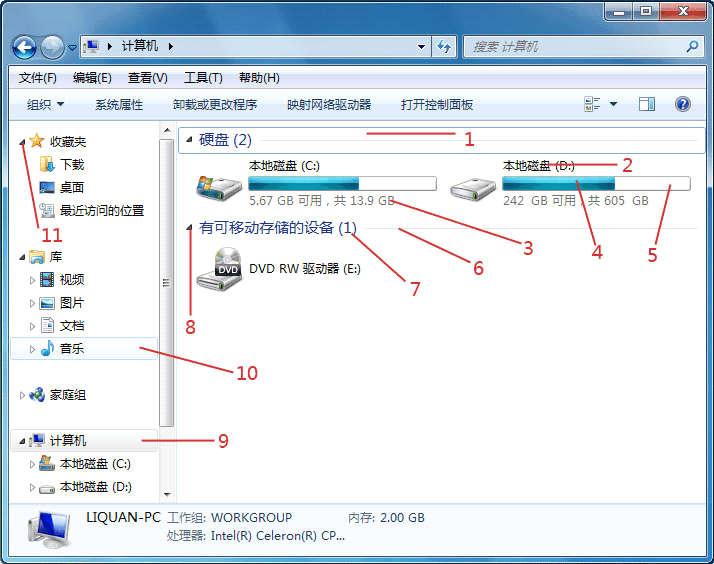 计算机
搜索 计算机
文件(F) 编辑(E) 查看(V) 工具(T) 帮助(H)
组织 系统属性 卸载或更改程序 映射网络驱动器 打开控制面板
收藏夹
下载
桌面
最近访问的位置
11
库
视频
图片
文档
音乐
10
家庭组
计算机
9
本地磁盘 (C:)
本地磁盘 (D:)
硬盘 (2)
1
本地磁盘 (C:)
5.67 GB 可用，共 13.9 GB
3
本地磁盘 (D:)
2
242 GB 可用，共 605 GB
4
5
有可移动存储的设备 (1)
6
7
8
DVD
DVD RW 驱动器 (E:)
LIQUAN-PC 工作组: WORKGROUP 内存: 2.00 GB
处理器: Intel(R) Celeron(R) CP...